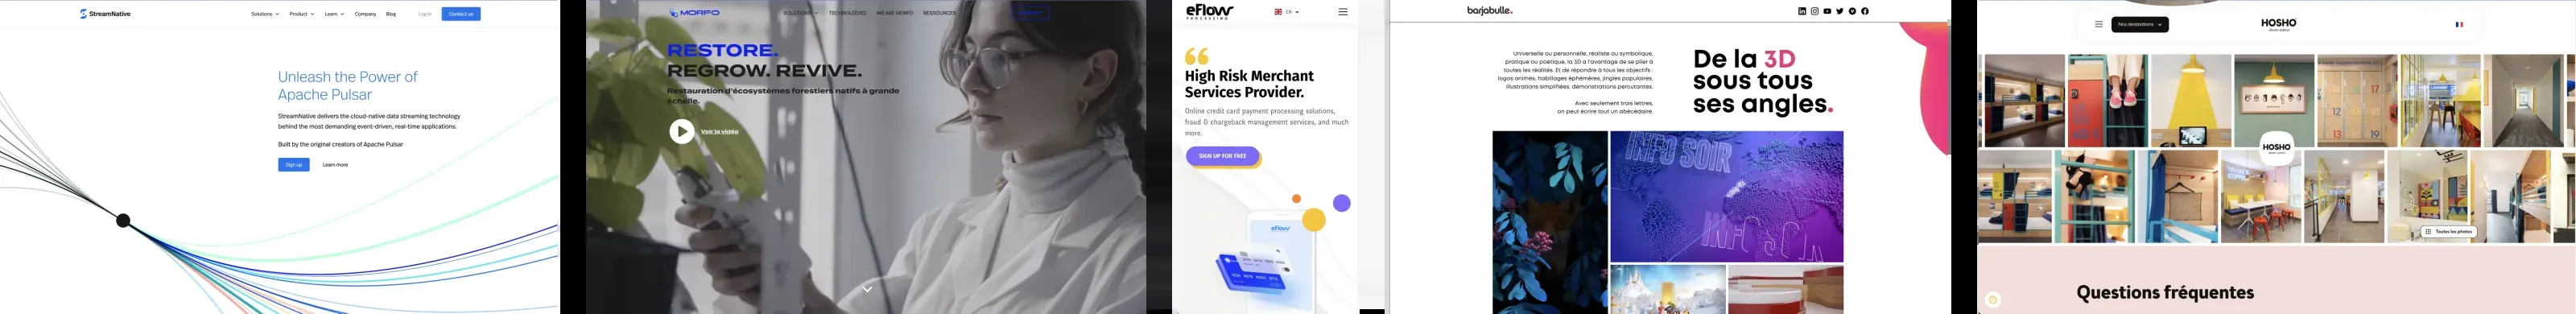 StreamNative
Solutions
Product
Learn
Company
Blog
Log in
Contact us
Unleash the Power of
Apache Pulsar
StreamNative delivers the cloud-native data streaming technology
behind the most demanding event-driven, real-time applications.
Built by the original creators of Apache Pulsar
Sign up
Learn more
MORFO
SOLUTIONS
TECHNOLOGIES
WE ARE MORFO
RESSOURCES
RESTORE.
REGROW. REVIVE.
Restauration d'écosystèmes forestiers natifs à grande
échelle.
Voir la vidéo
eFlow
PROCESSING
EN
High Risk Merchant
Services Provider.
Online credit card payment processing solutions,
fraud & chargeback management services, and much
more.
SIGN UP FOR FREE
eFlow
barjabulle.
Universelle ou personnelle, réaliste ou symbolique,
pratique ou poétique, la 3D a l'avantage de se plier à
toutes les réalités. Et de répondre à tous les objectifs :
logos animés, habillages éphémères, jingles populaires,
illustrations simplifiées, démonstrations percutantes.
Avec seulement trois lettres,
on peut écrire tout un abécédaire.
De la 3D
sous tous
ses angles.
INFO SOIR
Nos destinations
HOSHO
HOSHO
Toutes les photos
Questions fréquentes